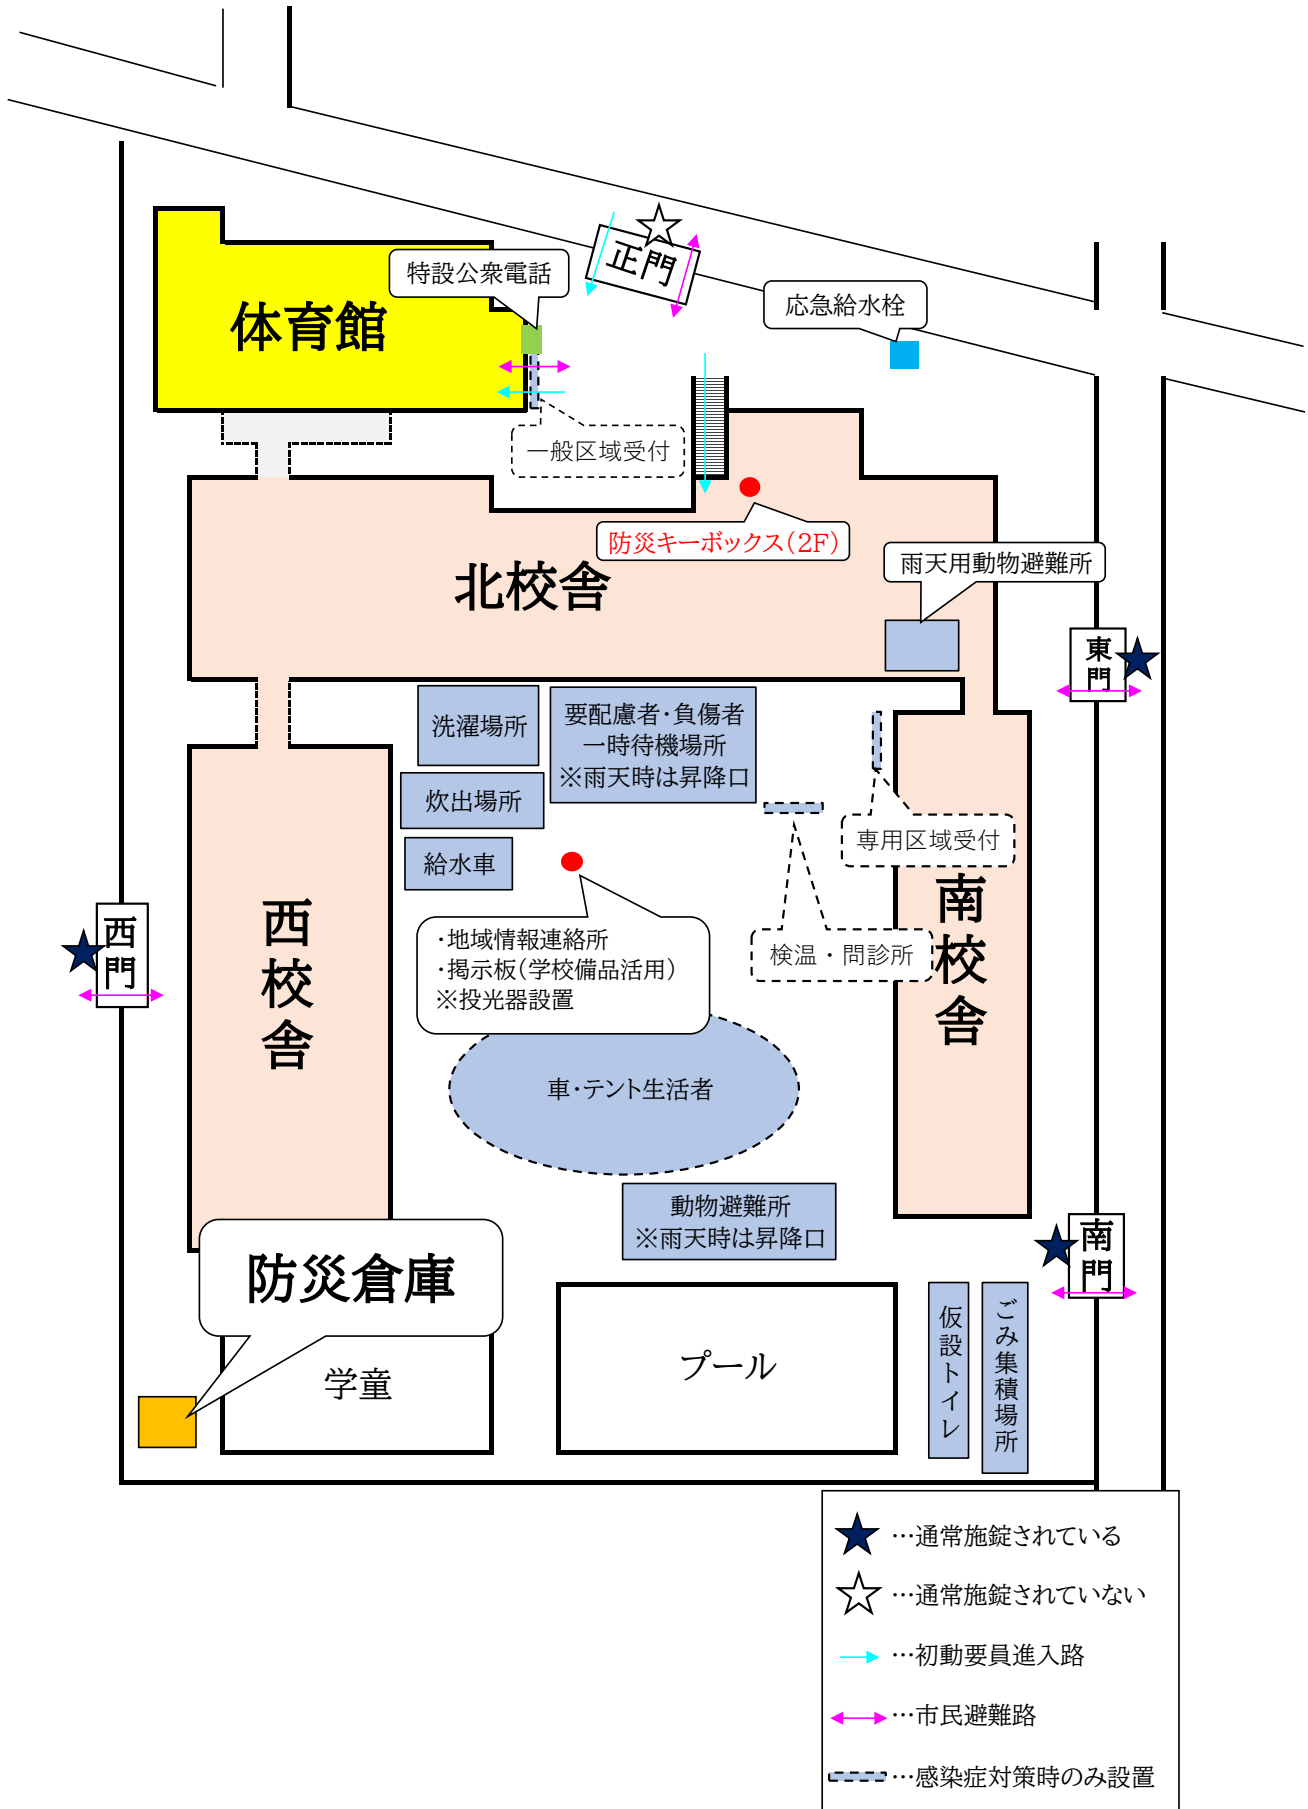 正門
特設公衆電話
応急給水栓
体育館
一般区域受付
防災キーボックス(2F)
雨天用動物避難所
北校舎
東門
洗濯場所
要配慮者・負傷者
一時待機場所
※雨天時は昇降口
炊出場所
専用区域受付
給水車
西門
西校舎
南校舎
・地域情報連絡所
・掲示板(学校備品活用)
※投光器設置
検温・問診所
車・テント生活者
動物避難所
※雨天時は昇降口
南門
防災倉庫
学童
プール
仮設トイレ
ごみ集積場所
…通常施錠されている
…通常施錠されていない
…初動要員進入路
…市民避難路
…感染症対策時のみ設置